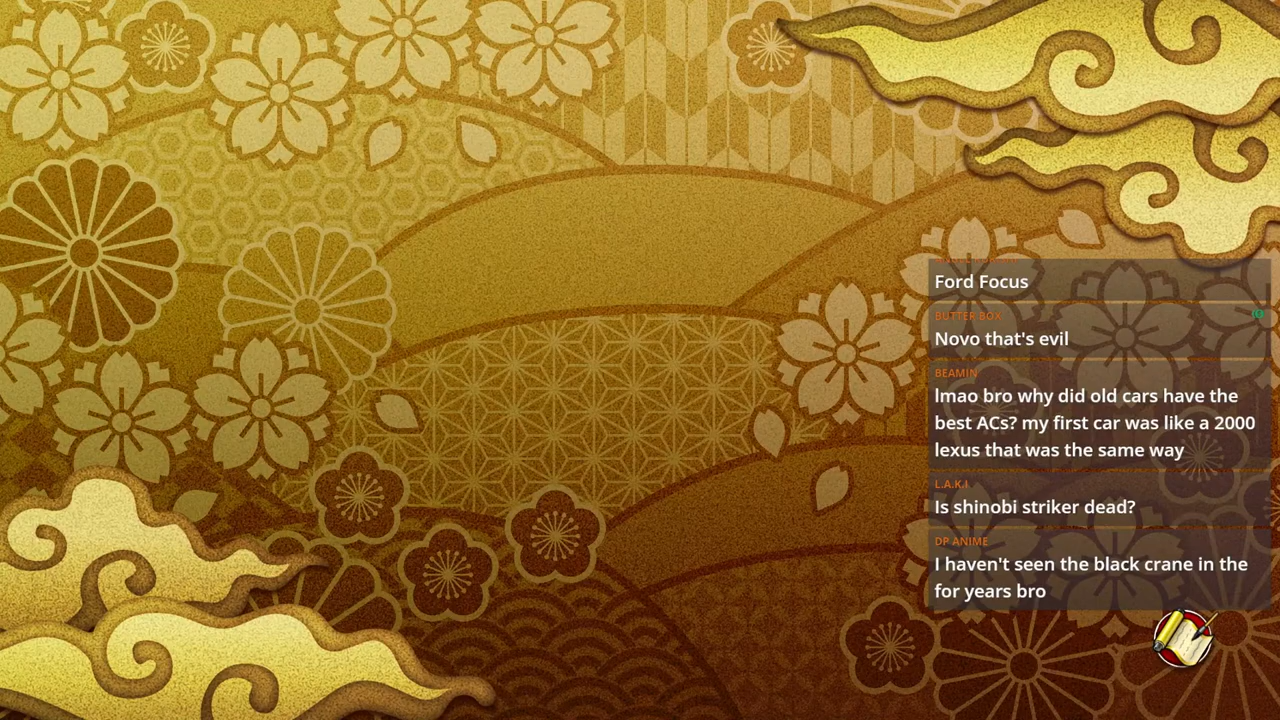 Ford Focus
BUTTER BOX
Novo that's evil
BEAMIN
lmao bro why did old cars have the
best ACs? my first car was like a 2000
lexus that was the same way
L.A.K.I
Is shinobi striker dead?
DP ANIME
I haven't seen the black crane in the
for years bro